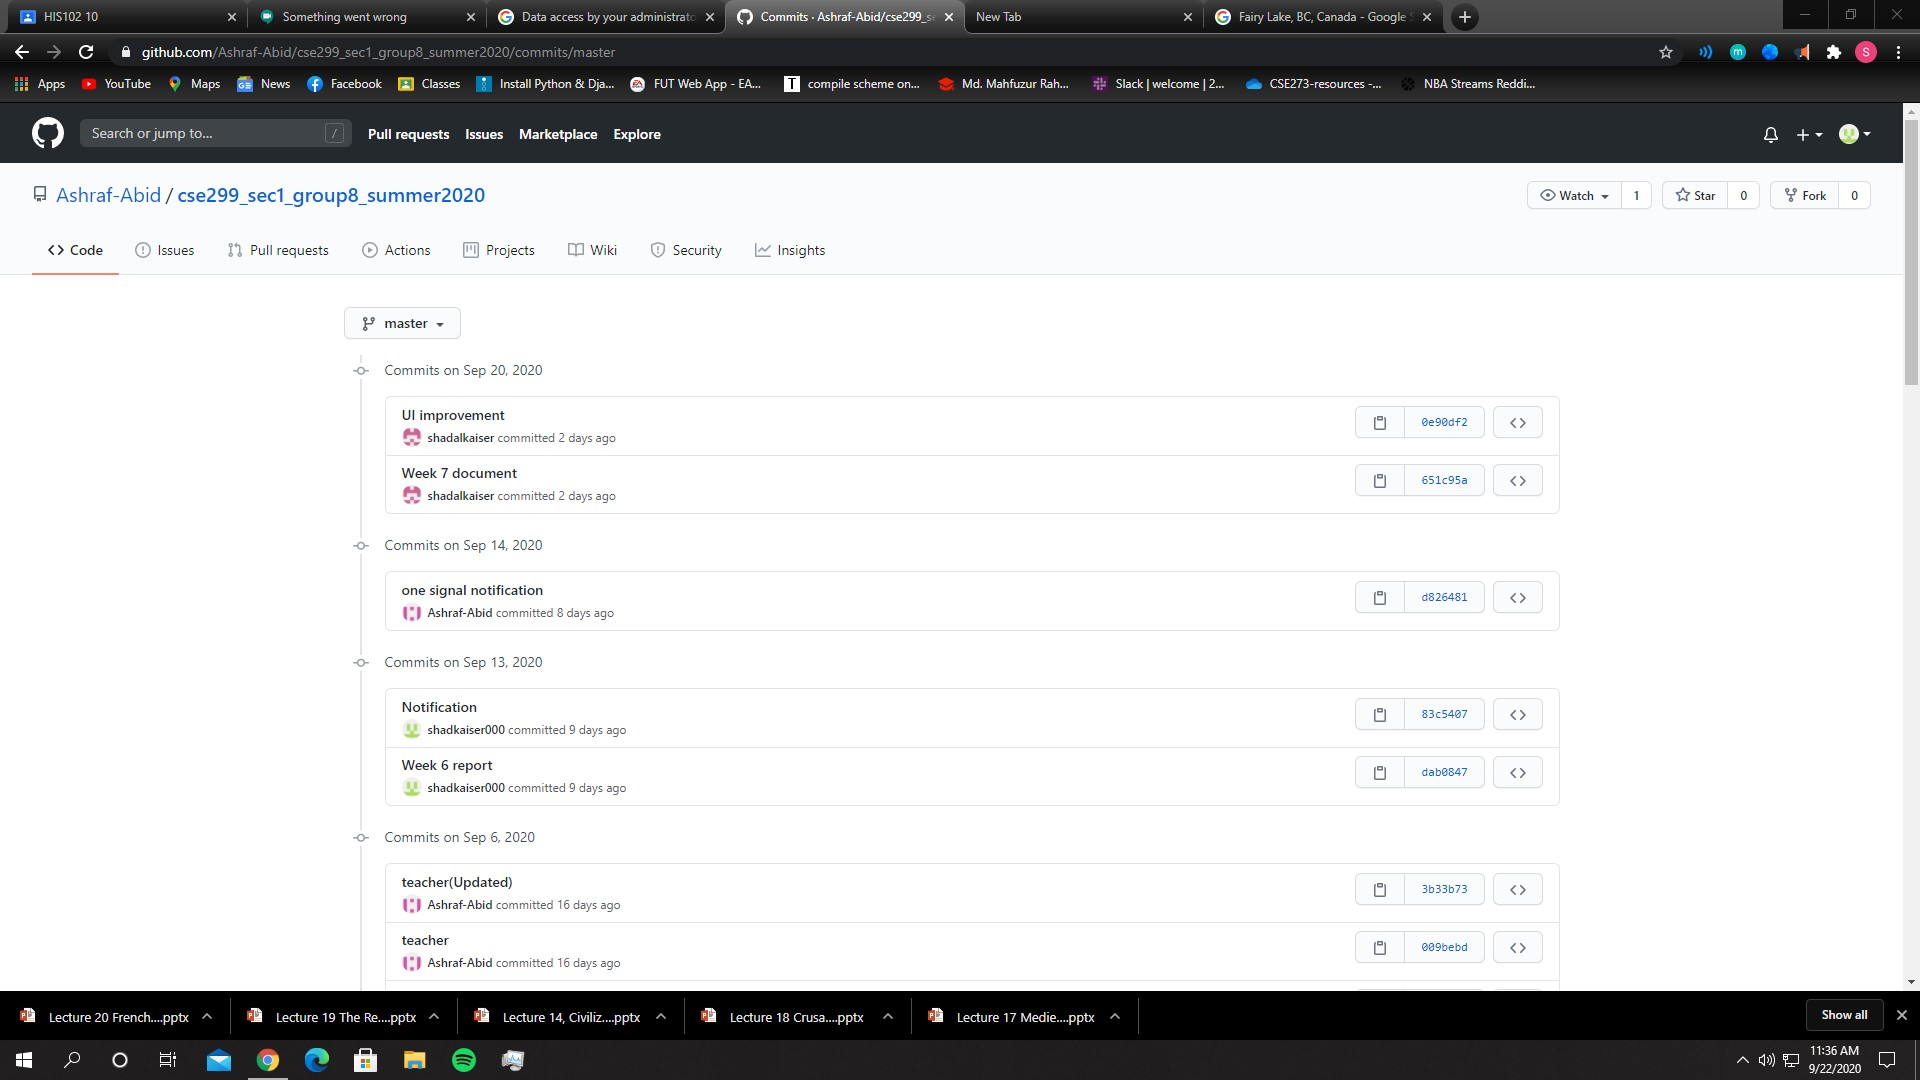 HIS102 10
Something went wrong
Data access by your administrato
Commits · Ashraf-Abid/cse299_se
New Tab
Fairy Lake, BC, Canada - Google S
github.com/Ashraf-Abid/cse299_sec1_group8_summer2020/commits/master
S
Apps
YouTube
Maps
News
Facebook
Classes
Install Python & Dja...
FUT Web App - EA...
compile scheme on...
Md. Mahfuzur Rah...
Slack | welcome | 2...
CSE273-resources -...
NBA Streams Reddi...
Search or jump to...
/
Pull requests
Issues
Marketplace
Explore
Ashraf-Abid / cse299_sec1_group8_summer2020
Watch 1
Star 0
Fork 0
Code
Issues
Pull requests
Actions
Projects
Wiki
Security
Insights
master
Commits on Sep 20, 2020
UI improvement
shadalkaiser committed 2 days ago
0e90df2
Week 7 document
shadalkaiser committed 2 days ago
651c95a
Commits on Sep 14, 2020
one signal notification
Ashraf-Abid committed 8 days ago
d826481
Commits on Sep 13, 2020
Notification
shadkaiser000 committed 9 days ago
83c5407
Week 6 report
shadkaiser000 committed 9 days ago
dab0847
Commits on Sep 6, 2020
teacher(Updated)
Ashraf-Abid committed 16 days ago
3b33b73
teacher
Ashraf-Abid committed 16 days ago
009bebd
Lecture 20 French....pptx
Lecture 19 The Re....pptx
Lecture 14, Civiliz....pptx
Lecture 18 Crusa....pptx
Lecture 17 Medie....pptx
Show all
11:36 AM
9/22/2020